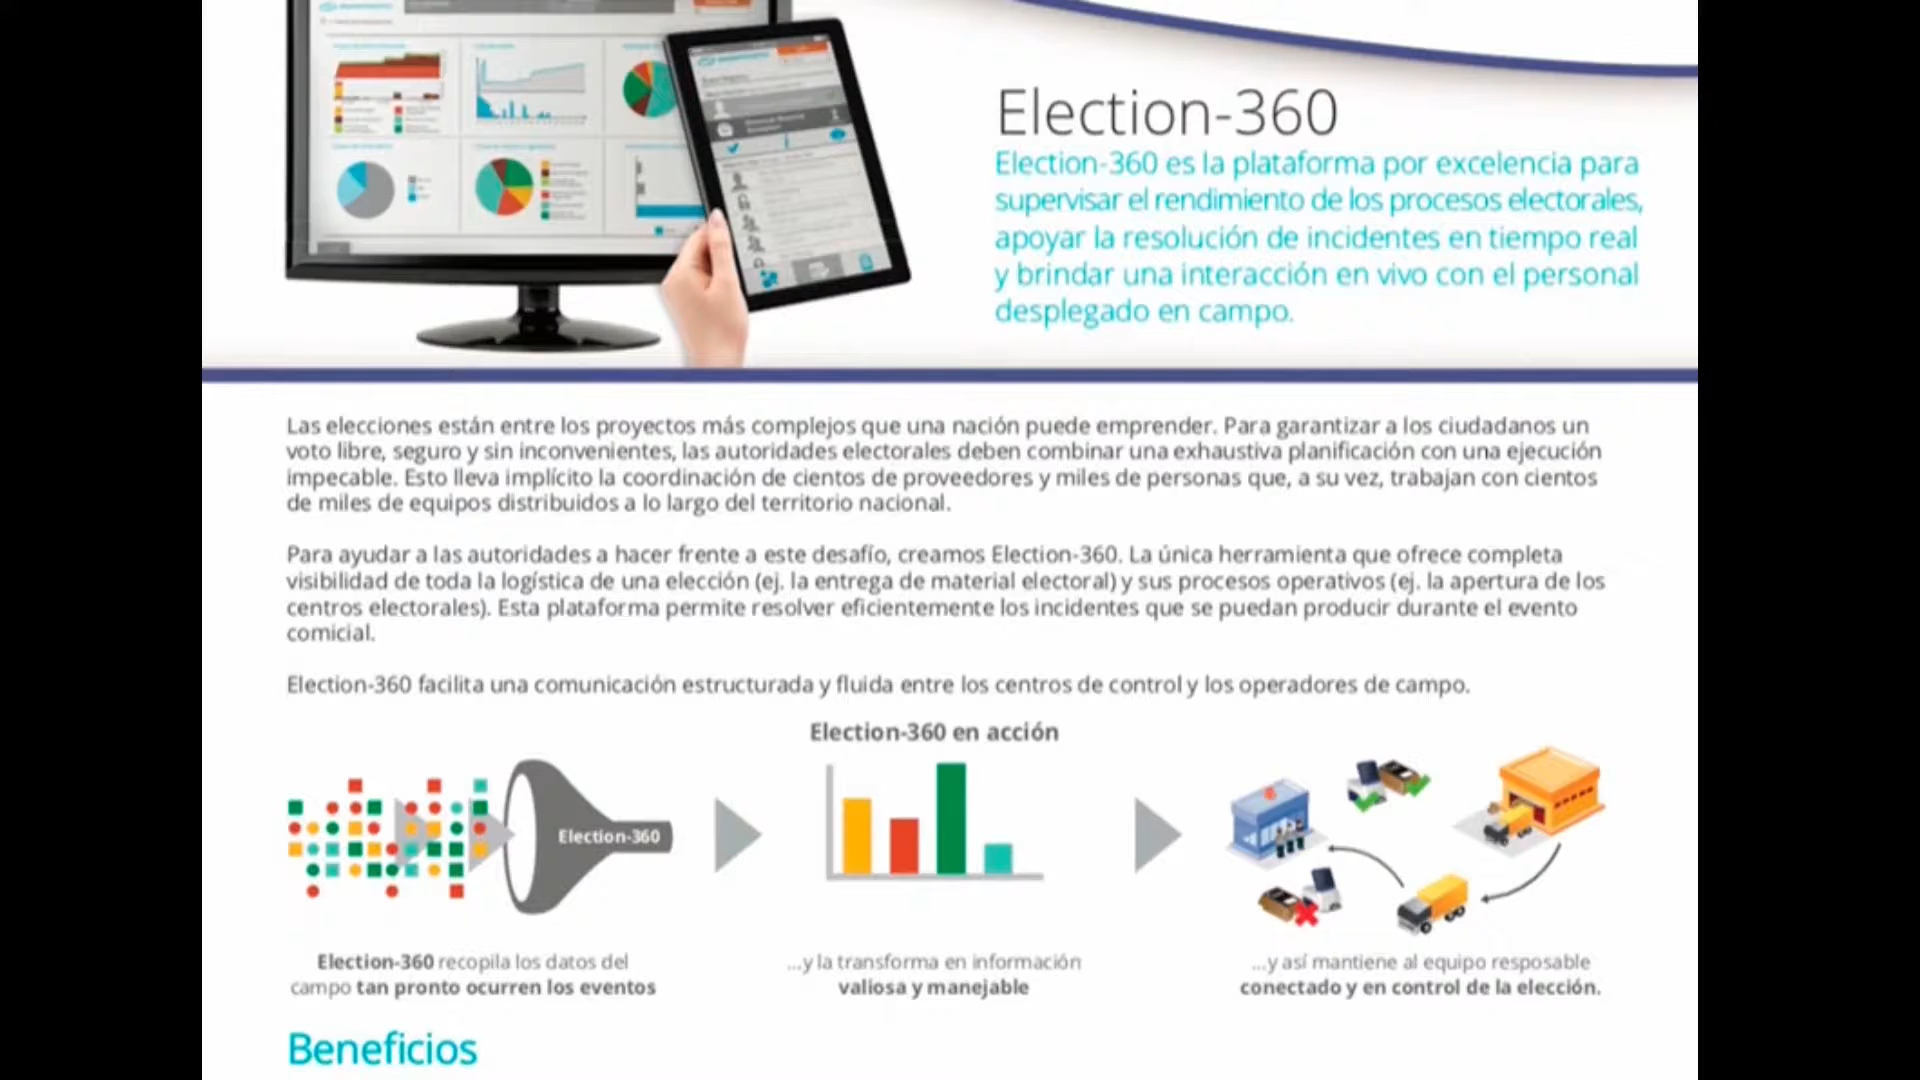 Election-360
Election-360 es la plataforma por excelencia para
supervisar el rendimiento de los procesos electorales,
apoyar la resolución de incidentes en tiempo real
y brindar una interacción en vivo con el personal
desplegado en campo.
Las elecciones están entre los proyectos más complejos que una nación puede emprender. Para garantizar a los ciudadanos un
voto libre, seguro y sin inconvenientes, las autoridades electorales deben combinar una exhaustiva planificación con una ejecución
impecable. Esto lleva implícito la coordinación de cientos de proveedores y miles de personas que, a su vez, trabajan con cientos
de miles de equipos distribuidos a lo largo del territorio nacional.
Para ayudar a las autoridades a hacer frente a este desafío, creamos Election-360. La única herramienta que ofrece completa
visibilidad de toda la logística de una elección (ej. la entrega de material electoral) y sus procesos operativos (ej. la apertura de los
centros electorales). Esta plataforma permite resolver eficientemente los incidentes que se puedan producir durante el evento
comicial.
Election-360 facilita una comunicación estructurada y fluida entre los centros de control y los operadores de campo.
Election-360 en acción
Election-360
Election-360 recopila los datos del
campo tan pronto ocurren los eventos
...y la transforma en información
valiosa y manejable
...y así mantiene al equipo resposable
conectado y en control de la elección.
Beneficios